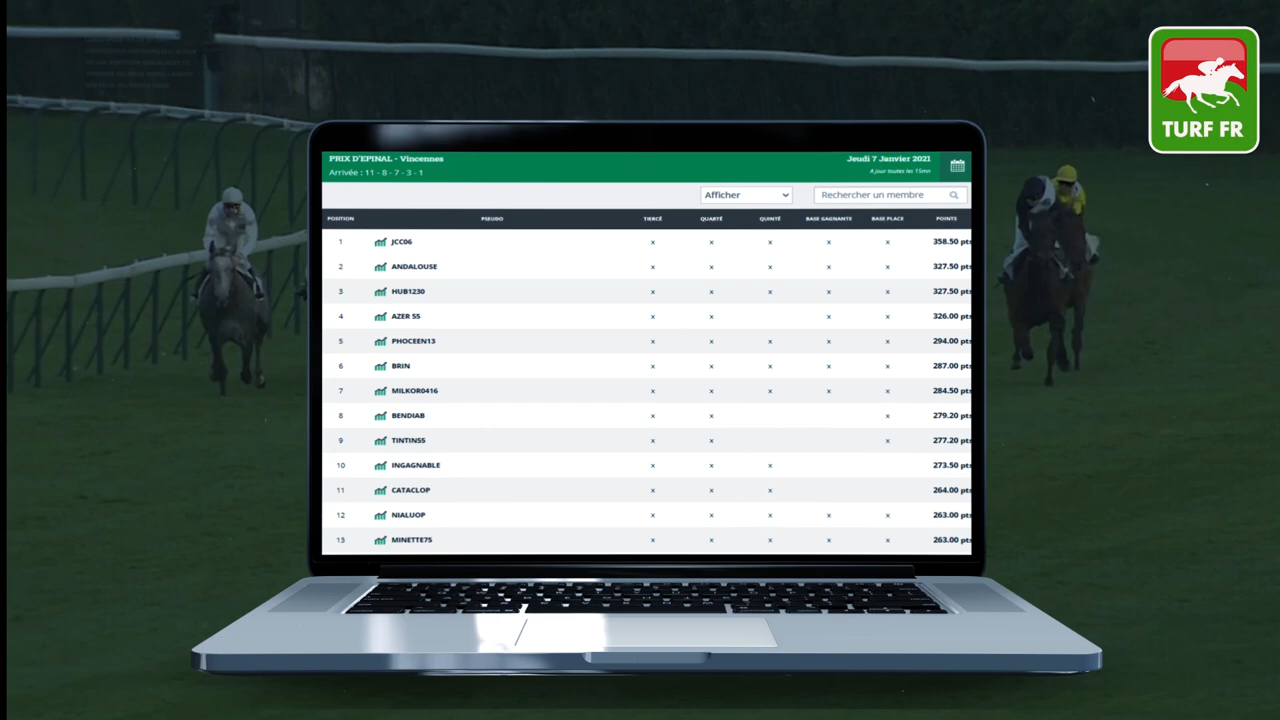 TURF FR
PRIX D'EPINAL - Vincennes
Jeudi 7 Janvier 2021
Arrivée : 11 - 8 - 7 - 3 - 1
A jour toutes les 15mn
Afficher
Rechercher un membre
POSITION PSEUDO TIERCÉ QUARTÉ QUINTÉ BASE GAGNANTE BASE PLACE POINTS
1 JCC06 x x x x x 358.50 pts
2 ANDALOUSE x x x x x 327.50 pts
3 HUB1230 x x x x x 327.50 pts
4 AZER 55 x x x x 326.00 pts
5 PHOCEEN13 x x x x x 294.00 pts
6 BRIN x x x x x 287.00 pts
7 MILKOR0416 x x x x x 284.50 pts
8 BENDIAB x x x 279.20 pts
9 TINTIN55 x x x 277.20 pts
10 INGAGNABLE x x x 273.50 pts
11 CATACLOP x x x 264.00 pts
12 NIALUOP x x x x x 263.00 pts
13 MINETTE75 x x x x x 263.00 pts